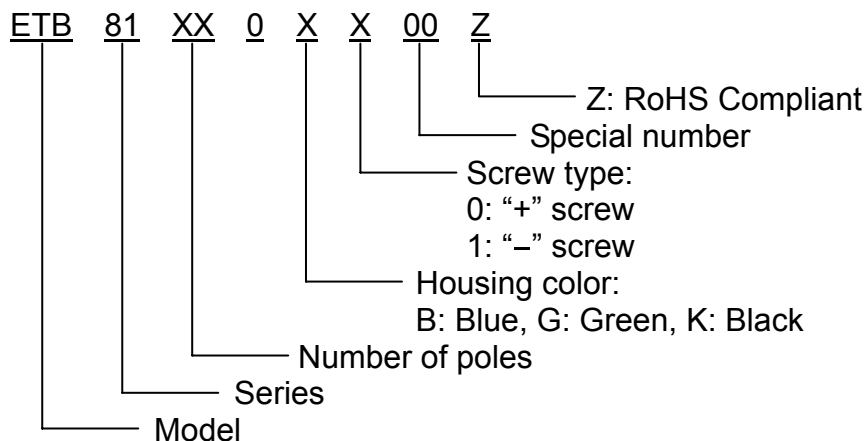 ETB 81 XX 0 X X 00 Z
Z: RoHS Compliant
Special number
Screw type:
0: “+” screw
1: “–” screw
Housing color:
B: Blue, G: Green, K: Black
Number of poles
Series
Model